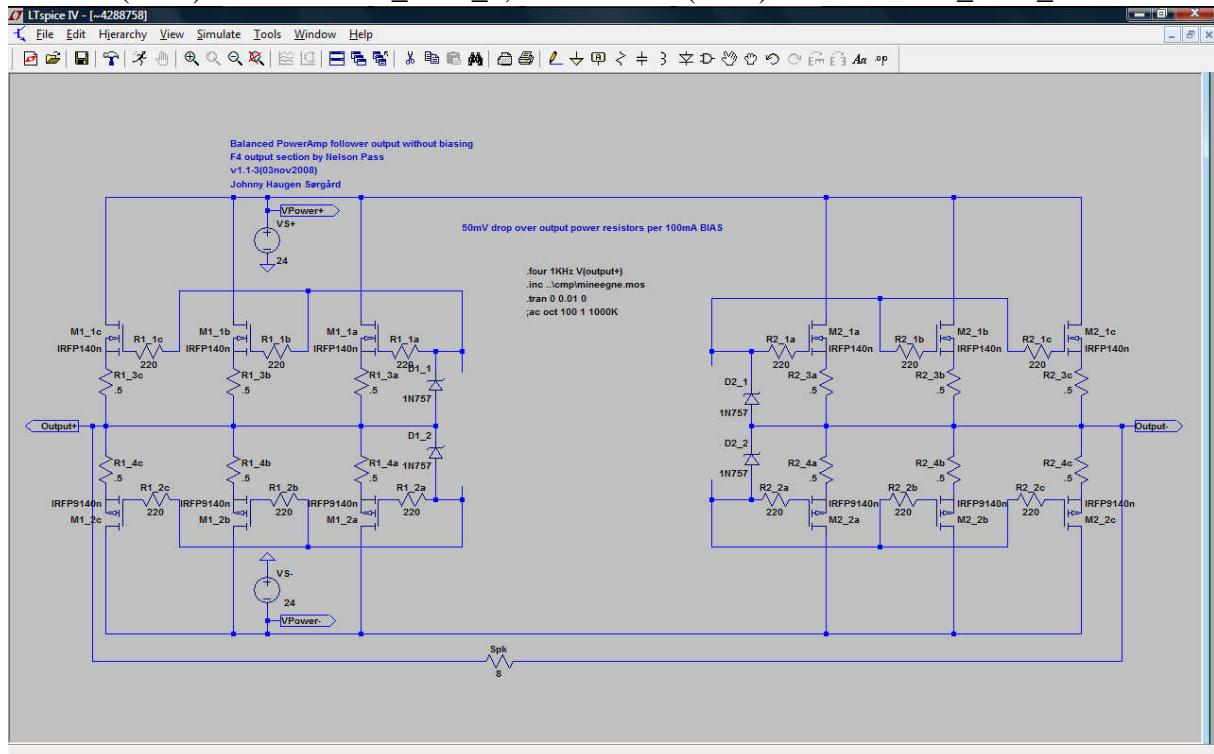 LTspice IV - [~4288758]
File Edit Hierarchy View Simulate Tools Window Help
Aa .op
Balanced PowerAmp follower output without biasing
F4 output section by Nelson Pass
v1.1-3(03nov2008)
Johnny Haugen Sørgård
VPower+
VS+
24
50mV drop over output power resistors per 100mA BIAS
.four 1KHz V(output+)
.inc ..\cmp\mineegne.mos
.tran 0 0.01 0
;ac oct 100 1 1000K
M1_1c
IRFP140n
R1_1c
220
M1_1b
IRFP140n
R1_1b
220
M1_1a
IRFP140n
R1_1a
220
D1_1
1N757
R1_3c
.5
R1_3b
.5
R1_3a
.5
R2_1a
220
M2_1a
IRFP140n
R2_1b
220
M2_1b
IRFP140n
R2_1c
220
M2_1c
IRFP140n
D2_1
1N757
R2_3a
.5
R2_3b
.5
R2_3c
.5
Output+
Output-
D1_2
1N757
R1_4c
.5
R1_4b
.5
R1_4a
.5
R1_2c
220
R1_2b
220
R1_2a
220
IRFP9140n
M1_2c
IRFP9140n
M1_2b
IRFP9140n
M1_2a
D2_2
1N757
R2_4a
.5
R2_4b
.5
R2_4c
.5
R2_2a
220
R2_2b
220
R2_2c
220
IRFP9140n
M2_2a
IRFP9140n
M2_2b
IRFP9140n
M2_2c
VS-
24
VPower-
Spk
8